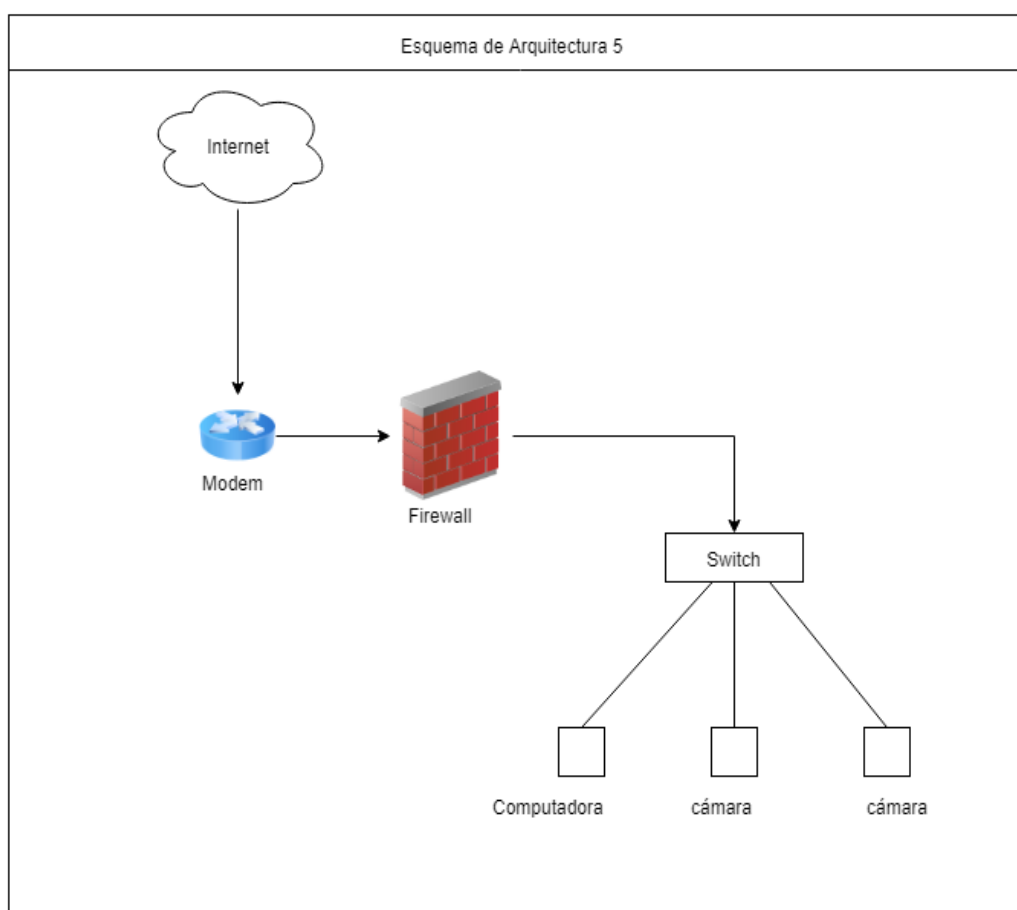 Esquema de Arquitectura 5
Internet
Modem
Firewall
Switch
Computadora
cámara
cámara